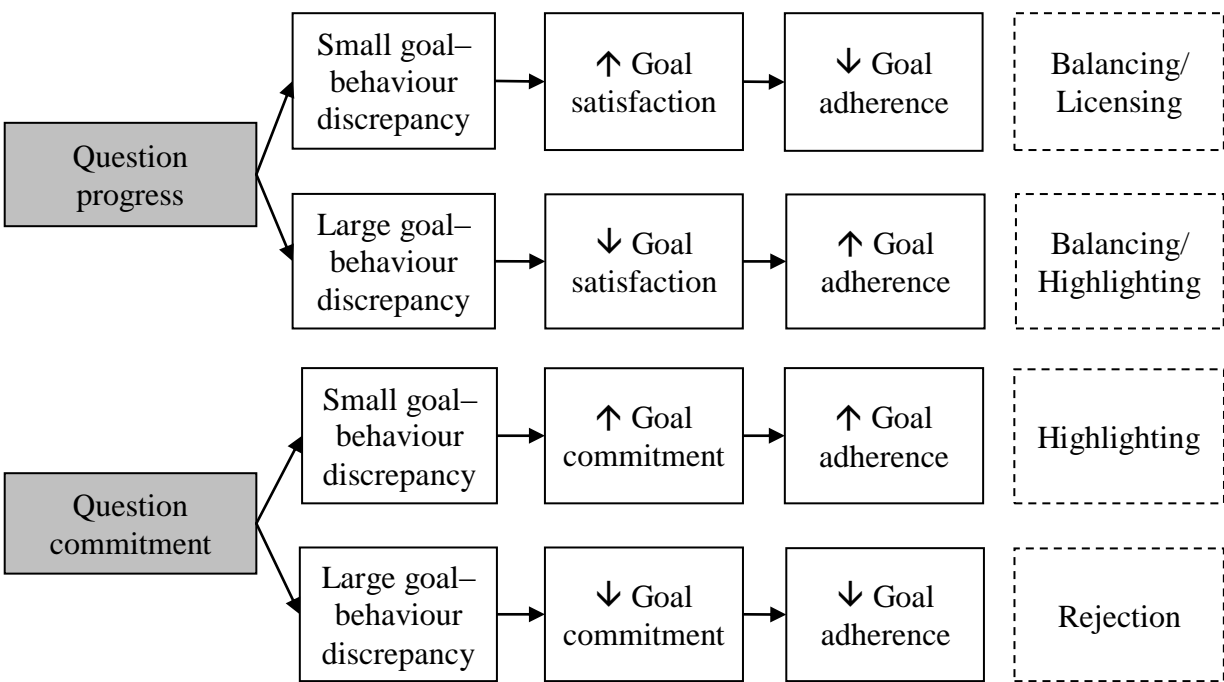 Small goal–
behaviour
discrepancy
↑ Goal
satisfaction
↓ Goal
adherence
Balancing/
Licensing
Question
progress
Large goal–
behaviour
discrepancy
↓ Goal
satisfaction
↑ Goal
adherence
Balancing/
Highlighting
Small goal–
behaviour
discrepancy
↑ Goal
commitment
↑ Goal
adherence
Highlighting
Question
commitment
Large goal–
behaviour
discrepancy
↓ Goal
commitment
↓ Goal
adherence
Rejection